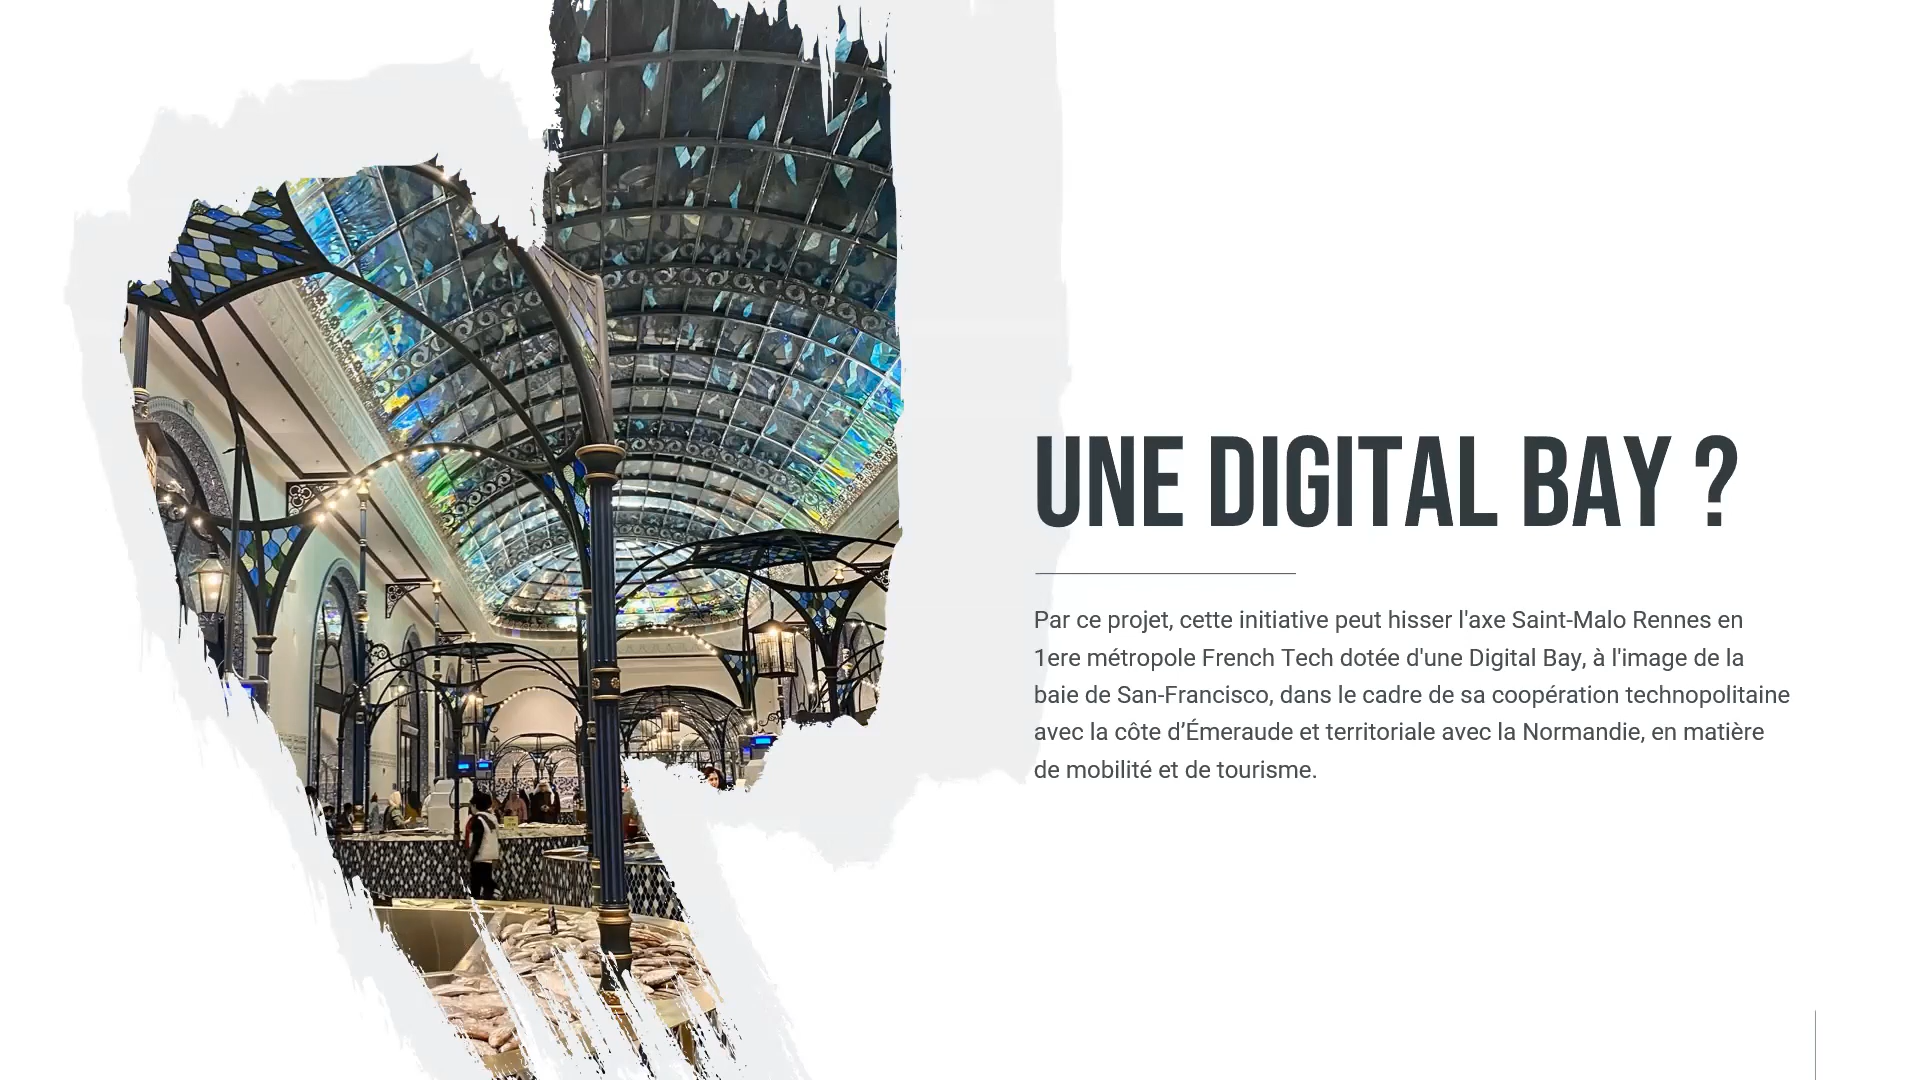 UNE DIGITAL BAY ?
Par ce projet, cette initiative peut hisser l'axe Saint-Malo Rennes en
1ere métropole French Tech dotée d'une Digital Bay, à l'image de la
baie de San-Francisco, dans le cadre de sa coopération technopolitaine
avec la côte d’Émeraude et territoriale avec la Normandie, en matière
de mobilité et de tourisme.